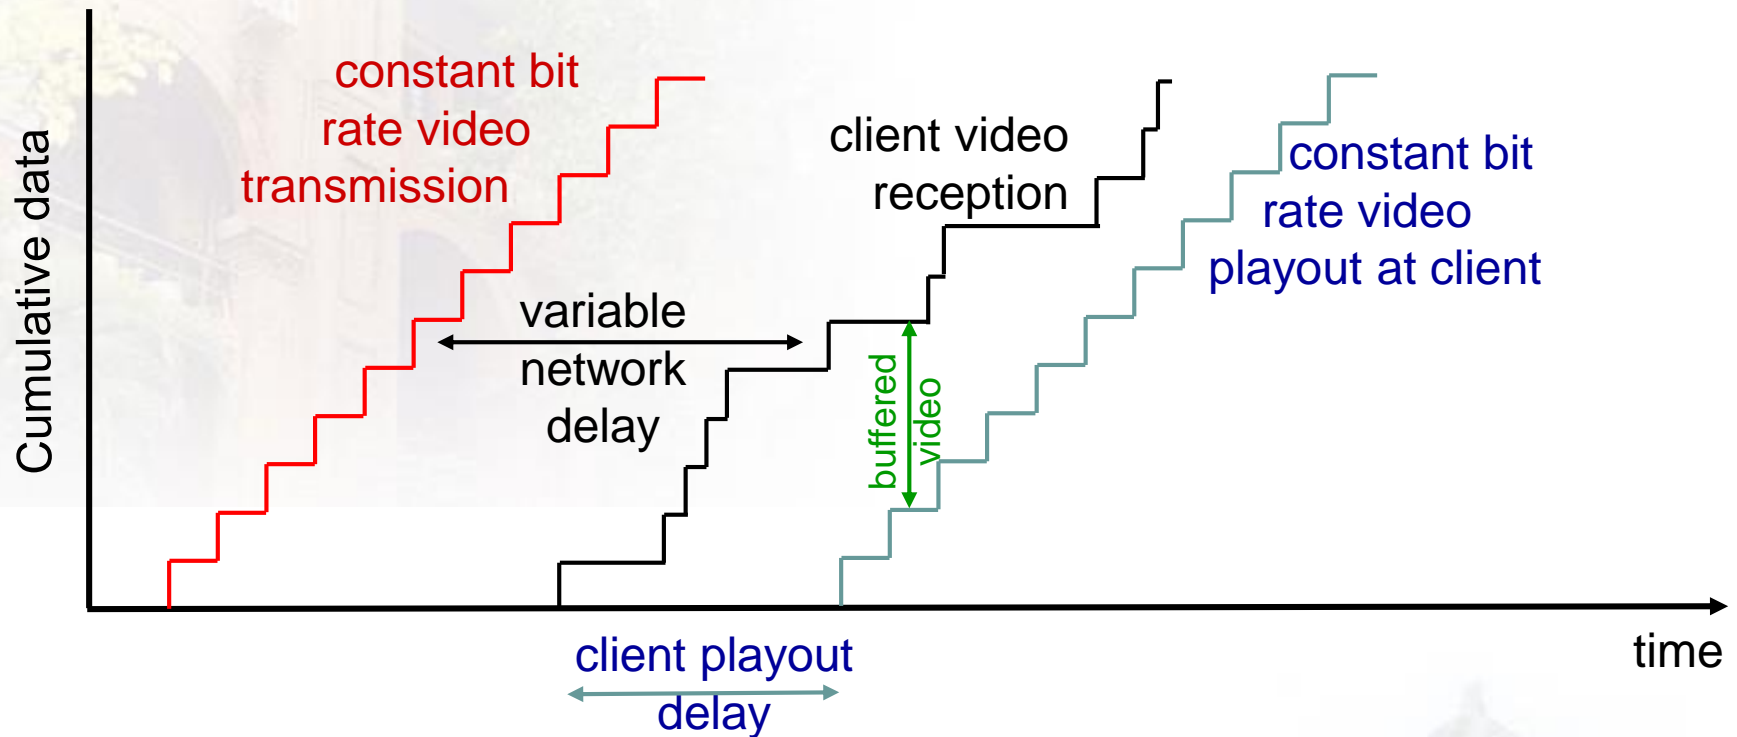 constant bit
rate video
transmission
client video
reception
constant bit
rate video
playout at client
Cumulative data
variable
network
delay
buffered
video
time
client playout
delay